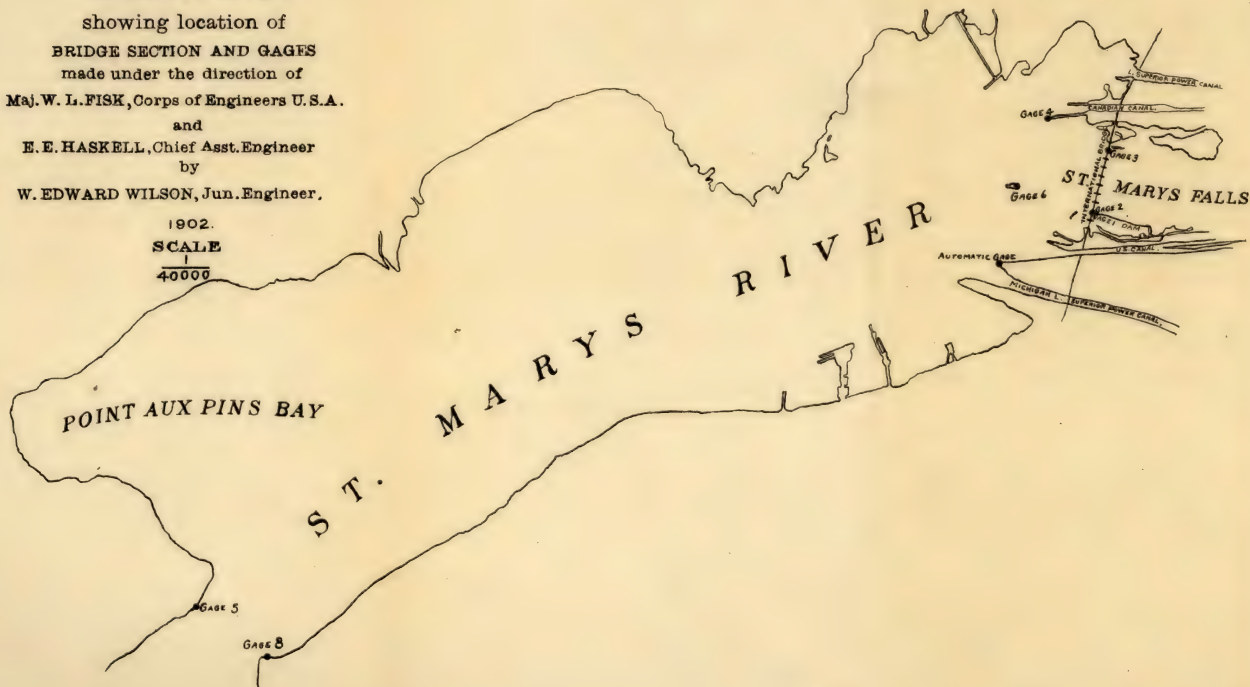 showing location of
BRIDGE SECTION AND GAGES
made under the direction of
Maj. W. L. FISK, Corps of Engineers U.S.A.
and
E. E. HASKELL, Chief Asst. Engineer
by
W. EDWARD WILSON, Jun. Engineer.
1902.
SCALE
1
40000
L. SUPERIOR POWER CANAL
CANADIAN CANAL.
GAGE 4
INTERNATIONAL BRIDGE
GAGE 3
GAGE 6
ST. MARYS FALLS
GAGE 2
GAGE 1 DAM
U.S. CANAL.
AUTOMATIC GAGE
MICHIGAN L. SUPERIOR POWER CANAL.
ST. MARYS RIVER
POINT AUX PINS BAY
GAGE 5
GAGE 8